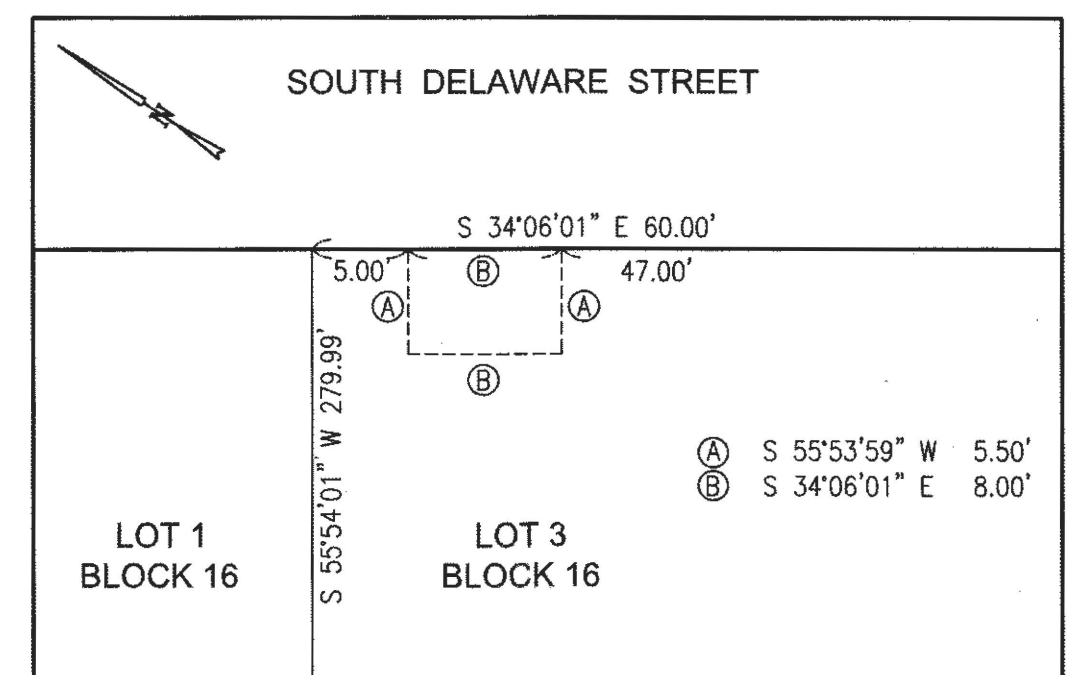 SOUTH DELAWARE STREET
N
S 34°06'01" E 60.00'
5.00' Ⓑ 47.00'
Ⓐ Ⓐ
Ⓑ
S 55°54'01" W 279.99'
Ⓐ S 55°53'59" W 5.50'
Ⓑ S 34°06'01" E 8.00'
LOT 1
BLOCK 16
LOT 3
BLOCK 16